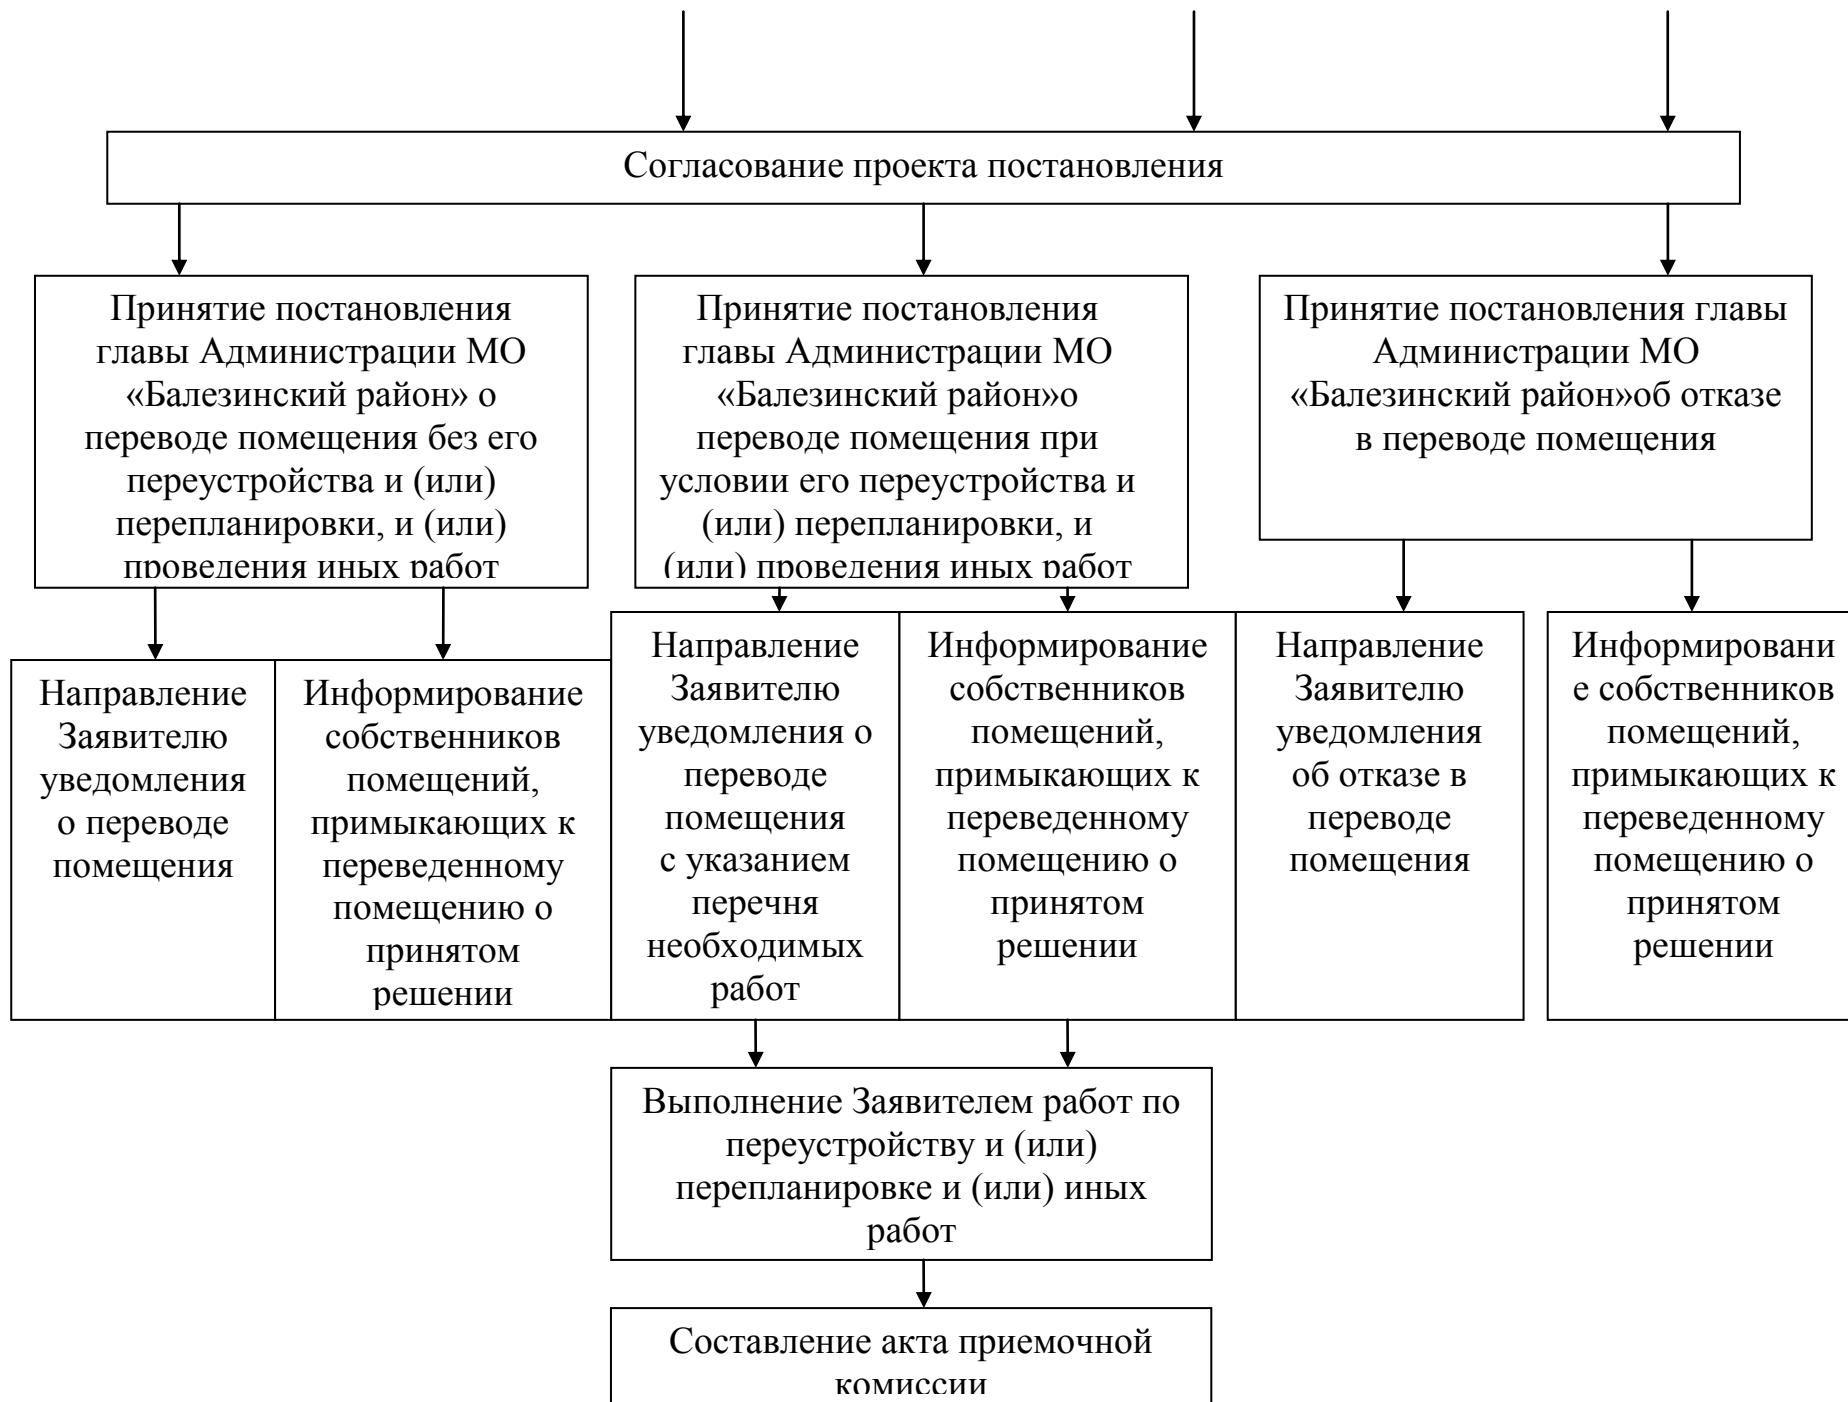 Согласование проекта постановления
Принятие постановления
главы Администрации МО
«Балезинский район» о
переводе помещения без его
переустройства и (или)
перепланировки, и (или)
проведения иных работ
Принятие постановления
главы Администрации МО
«Балезинский район»о
переводе помещения при
условии его переустройства и
(или) перепланировки, и
(или) проведения иных работ
Принятие постановления главы
Администрации МО
«Балезинский район»об отказе
в переводе помещения
Направление
Заявителю
уведомления
о переводе
помещения
Информирование
собственников
помещений,
примыкающих к
переведенному
помещению о
принятом
решении
Направление
Заявителю
уведомления о
переводе
помещения
с указанием
перечня
необходимых
работ
Информирование
собственников
помещений,
примыкающих к
переведенному
помещению о
принятом
решении
Направление
Заявителю
уведомления
об отказе в
переводе
помещения
Информировани
е собственников
помещений,
примыкающих к
переведенному
помещению о
принятом
решении
Выполнение Заявителем работ по
переустройству и (или)
перепланировке и (или) иных
работ
Составление акта приемочной
комиссии